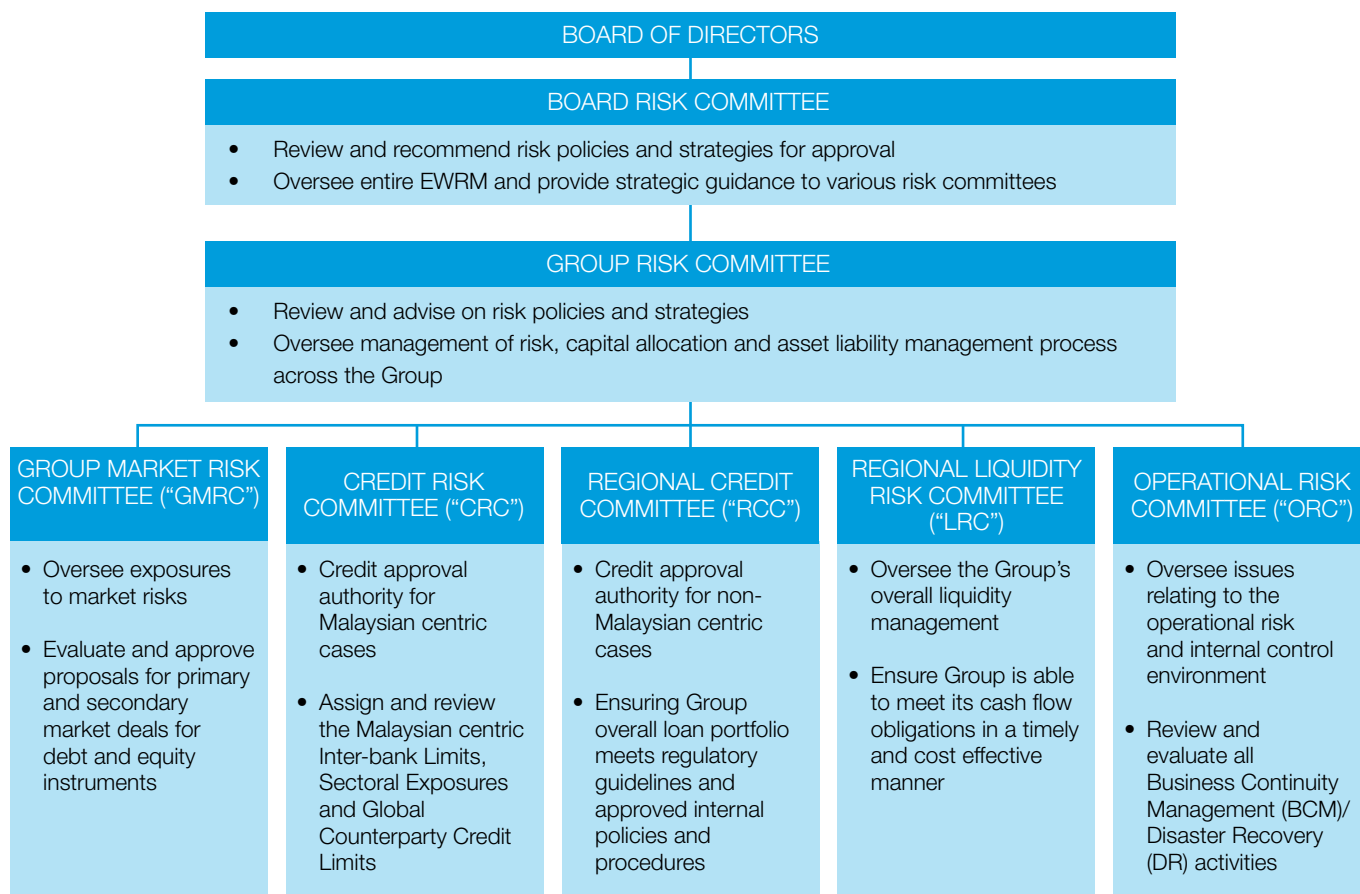 BOARD OF DIRECTORS
BOARD RISK COMMITTEE
• Review and recommend risk policies and strategies for approval
• Oversee entire EWRM and provide strategic guidance to various risk committees
GROUP RISK COMMITTEE
• Review and advise on risk policies and strategies
• Oversee management of risk, capital allocation and asset liability management process
across the Group
GROUP MARKET RISK
COMMITTEE (“GMRC”)
• Oversee exposures
to market risks
• Evaluate and approve
proposals for primary
and secondary
market deals for
debt and equity
instruments
CREDIT RISK
COMMITTEE (“CRC”)
• Credit approval
authority for
Malaysian centric
cases
• Assign and review
the Malaysian centric
Inter-bank Limits,
Sectoral Exposures
and Global
Counterparty Credit
Limits
REGIONAL CREDIT
COMMITTEE (“RCC”)
• Credit approval
authority for non-
Malaysian centric
cases
• Ensuring Group
overall loan portfolio
meets regulatory
guidelines and
approved internal
policies and
procedures
REGIONAL LIQUIDITY
RISK COMMITTEE
(“LRC”)
• Oversee the Group’s
overall liquidity
management
• Ensure Group is able
to meet its cash flow
obligations in a timely
and cost effective
manner
OPERATIONAL RISK
COMMITTEE (“ORC”)
• Oversee issues
relating to the
operational risk
and internal control
environment
• Review and
evaluate all
Business Continuity
Management (BCM)/
Disaster Recovery
(DR) activities